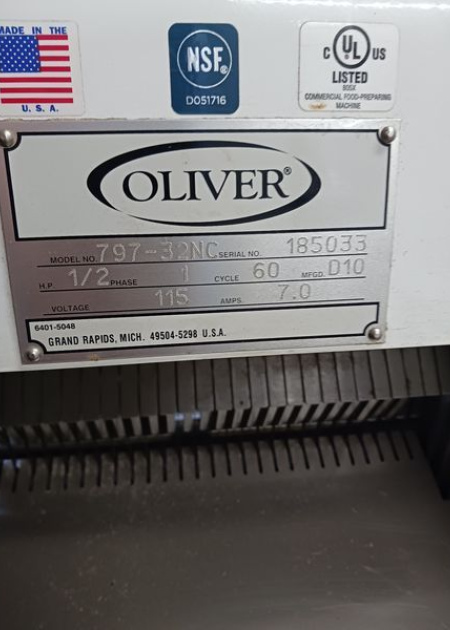 MADE IN THE
U. S. A.
NSF®
D051716
C UL US
LISTED
805X
COMMERCIAL FOOD-PREPARING
MACHINE
OLIVER®
MODEL NO. 797-32NC SERIAL NO. 185033
H.P. 1/2 PHASE 1 CYCLE 60 MFGD. D10
VOLTAGE 115 AMPS. 7.0
6401-5048
GRAND RAPIDS, MICH. 49504-5298 U.S.A.